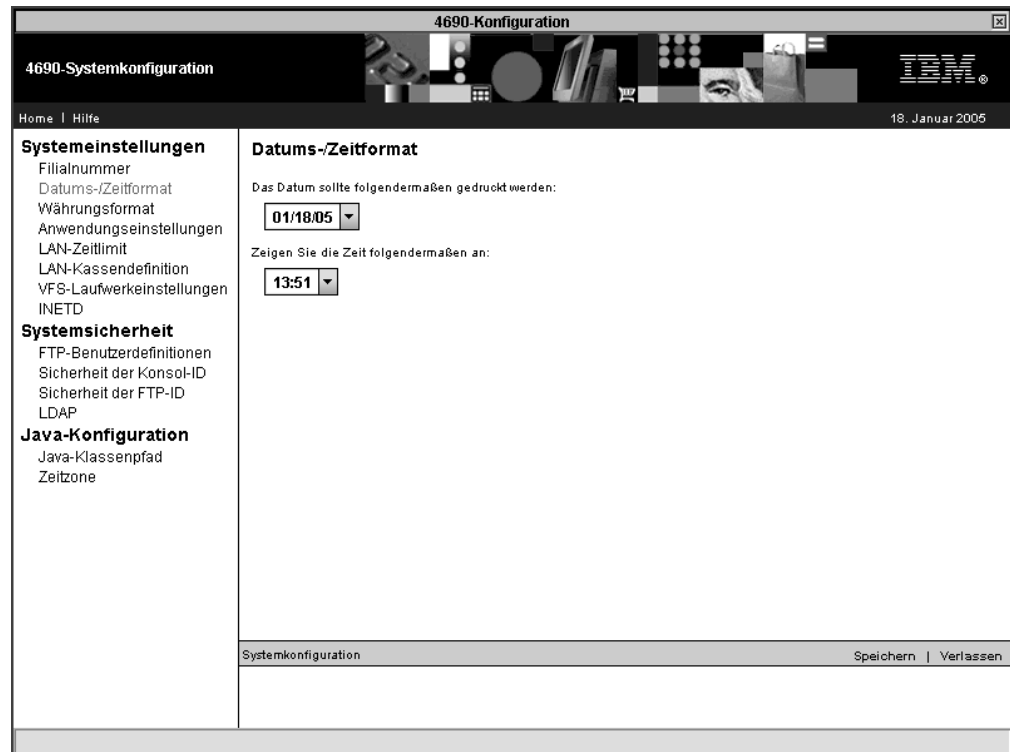 4690-Konfiguration
4690-Systemkonfiguration
IBM®
Home | Hilfe
18. Januar 2005
Systemeinstellungen
Filialnummer
Datums-/Zeitformat
Währungsformat
Anwendungseinstellungen
LAN-Zeitlimit
LAN-Kassendefinition
VFS-Laufwerkeinstellungen
INETD
Systemsicherheit
FTP-Benutzerdefinitionen
Sicherheit der Konsol-ID
Sicherheit der FTP-ID
LDAP
Java-Konfiguration
Java-Klassenpfad
Zeitzone
Datums-/Zeitformat
Das Datum sollte folgendermaßen gedruckt werden:
01/18/05
Zeigen Sie die Zeit folgendermaßen an:
13:51
Systemkonfiguration
Speichern | Verlassen